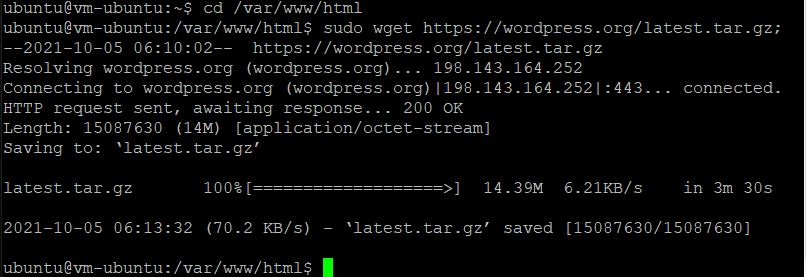 ubuntu@vm-ubuntu:~$ cd /var/www/html
ubuntu@vm-ubuntu:/var/www/html$ sudo wget https://wordpress.org/latest.tar.gz;
--2021-10-05 06:10:02--  https://wordpress.org/latest.tar.gz
Resolving wordpress.org (wordpress.org)... 198.143.164.252
Connecting to wordpress.org (wordpress.org)|198.143.164.252|:443... connected.
HTTP request sent, awaiting response... 200 OK
Length: 15087630 (14M) [application/octet-stream]
Saving to: ‘latest.tar.gz’
latest.tar.gz       100%[===================>]  14.39M  6.21KB/s    in 3m 30s
2021-10-05 06:13:32 (70.2 KB/s) - ‘latest.tar.gz’ saved [15087630/15087630]
ubuntu@vm-ubuntu:/var/www/html$